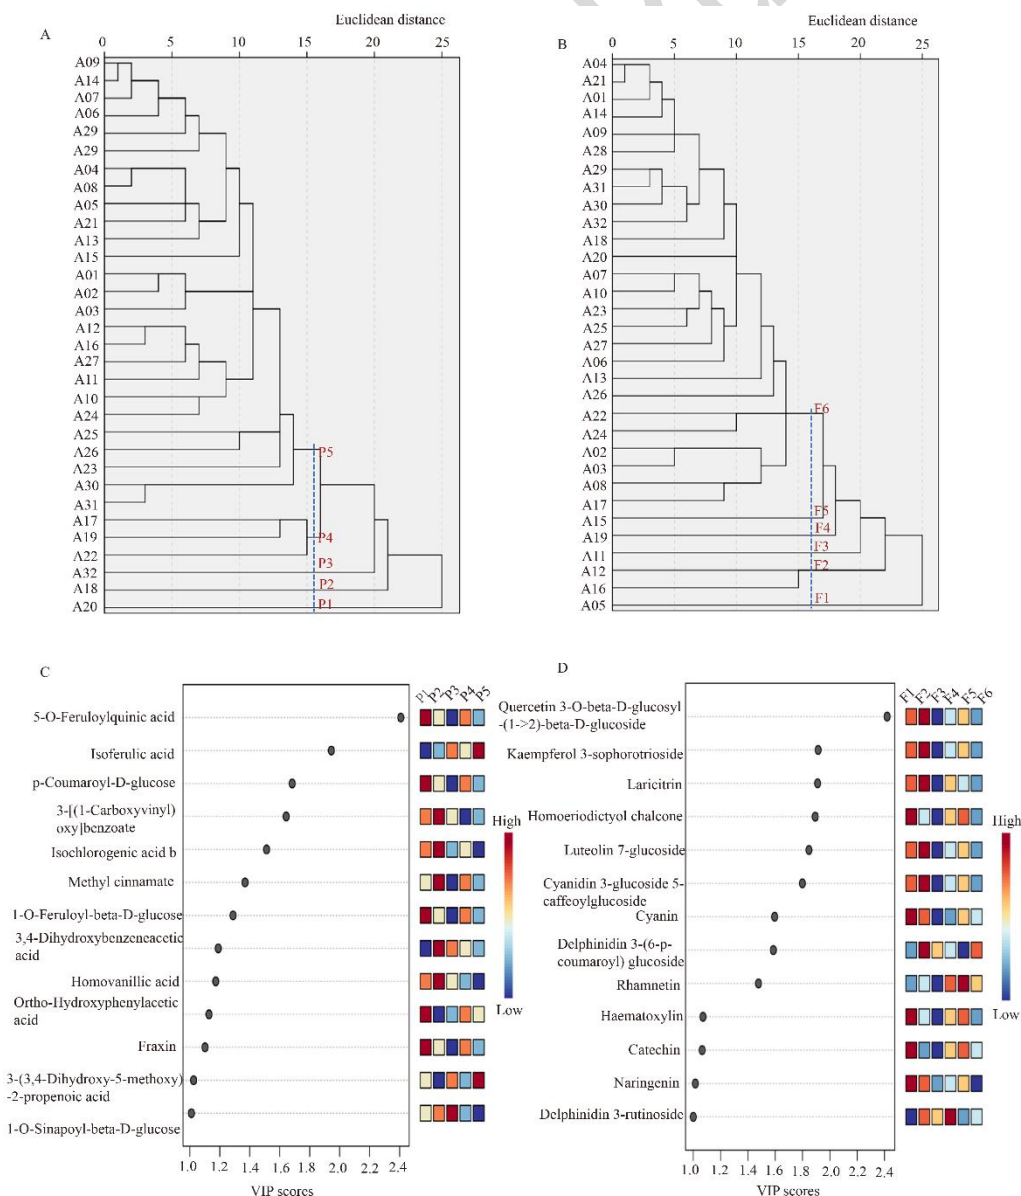 Euclidean distance
A
0 5 10 15 20 25
A09
A14
A07
A06
A29
A29
A04
A08
A05
A21
A13
A15
A01
A02
A03
A12
A16
A27
A11
A10
A24
A25
A26
A23
A30
A31
A17
A19
A22
A32
A18
A20
P5
P4
P3
P2
P1
Euclidean distance
B
0 5 10 15 20 25
A04
A21
A01
A14
A09
A28
A29
A31
A30
A32
A18
A20
A07
A10
A23
A25
A27
A06
A13
A26
A22
A24
A02
A03
A08
A17
A15
A19
A11
A12
A16
A05
F6
F5
F4
F3
F2
F1
C
P1 P2 P3 P4 P5
5-O-Feruloylquinic acid
Isoferulic acid
p-Coumaroyl-D-glucose
3-[(1-Carboxyvinyl)
oxy]benzoate
Isochlorogenic acid b
Methyl cinnamate
1-O-Feruloyl-beta-D-glucose
3,4-Dihydroxybenzeneacetic
acid
Homovanillic acid
Ortho-Hydroxyphenylacetic
acid
Fraxin
3-(3,4-Dihydroxy-5-methoxy)
-2-propenoic acid
1-O-Sinapoyl-beta-D-glucose
High
Low
1.0 1.2 1.4 1.6 1.8 2.0 2.2 2.4
VIP scores
D
F1 F2 F3 F4 F5 F6
Quercetin 3-O-beta-D-glucosyl
-(1->2)-beta-D-glucoside
Kaempferol 3-sophorotrioside
Laricitrin
Homoeriodictyol chalcone
Luteolin 7-glucoside
Cyanidin 3-glucoside 5-
caffeoylglucoside
Cyanin
Delphinidin 3-(6-p-
coumaroyl) glucoside
Rhamnetin
Haematoxylin
Catechin
Naringenin
Delphinidin 3-rutinoside
High
Low
1.0 1.2 1.4 1.6 1.8 2.0 2.2 2.4
VIP scores